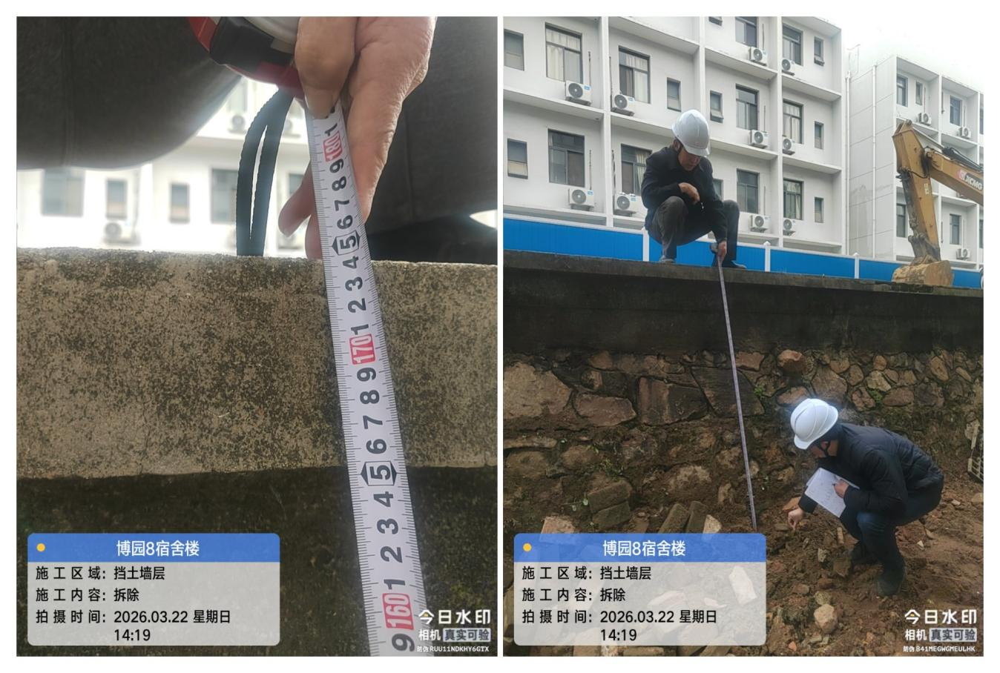 1
180
9
8
7
6
5
4
3
2
1
170
9
8
7
6
5
4
3
2
1
160
9
博园8宿舍楼
施工区域：挡土墙层
施工内容：拆除
拍摄时间：2026.03.22 星期日
14:19
今日水印
相机 真实可验
防伪 RUU11NDKHY6GTX
XCMG
博园8宿舍楼
施工区域：挡土墙层
施工内容：拆除
拍摄时间：2026.03.22 星期日
14:19
今日水印
相机 真实可验
防伪 841MEGWGMEULHK